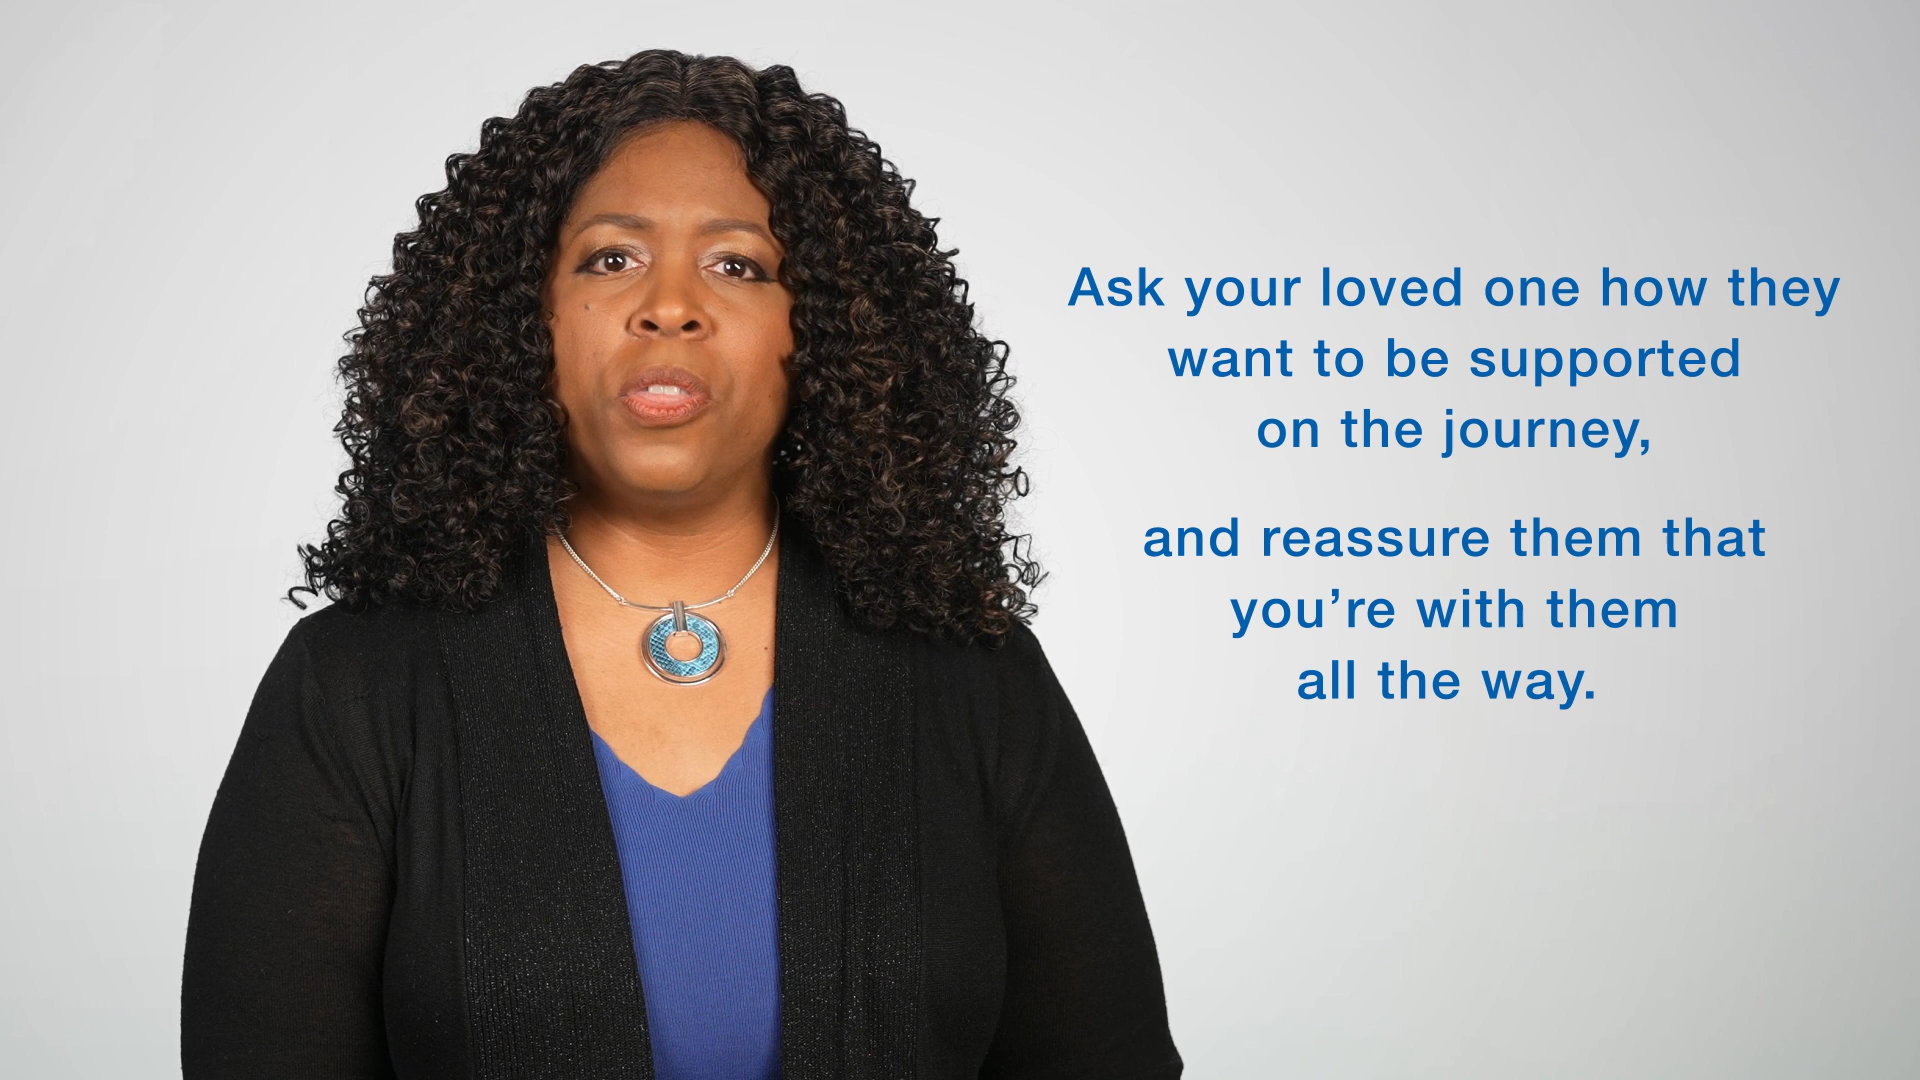 Ask your loved one how they
want to be supported
on the journey,
and reassure them that
you’re with them
all the way.